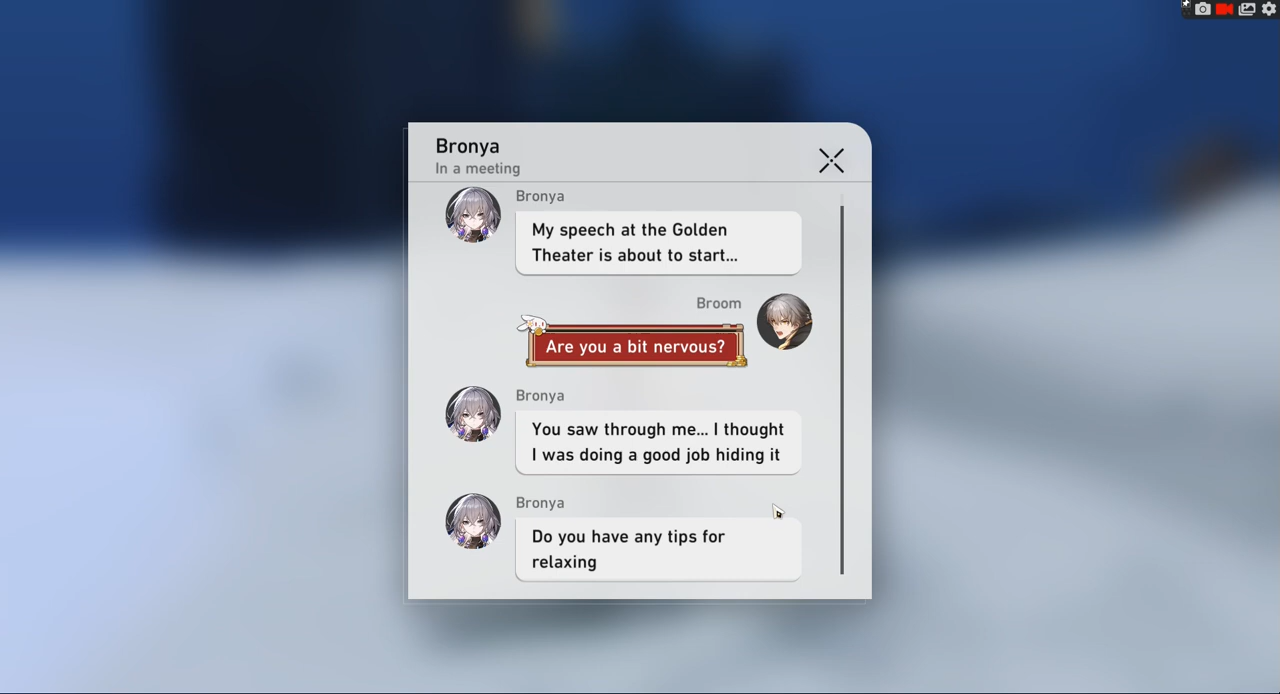 Bronya
In a meeting
Bronya
My speech at the Golden
Theater is about to start...
Broom
Are you a bit nervous?
Bronya
You saw through me... I thought
I was doing a good job hiding it
Bronya
Do you have any tips for
relaxing